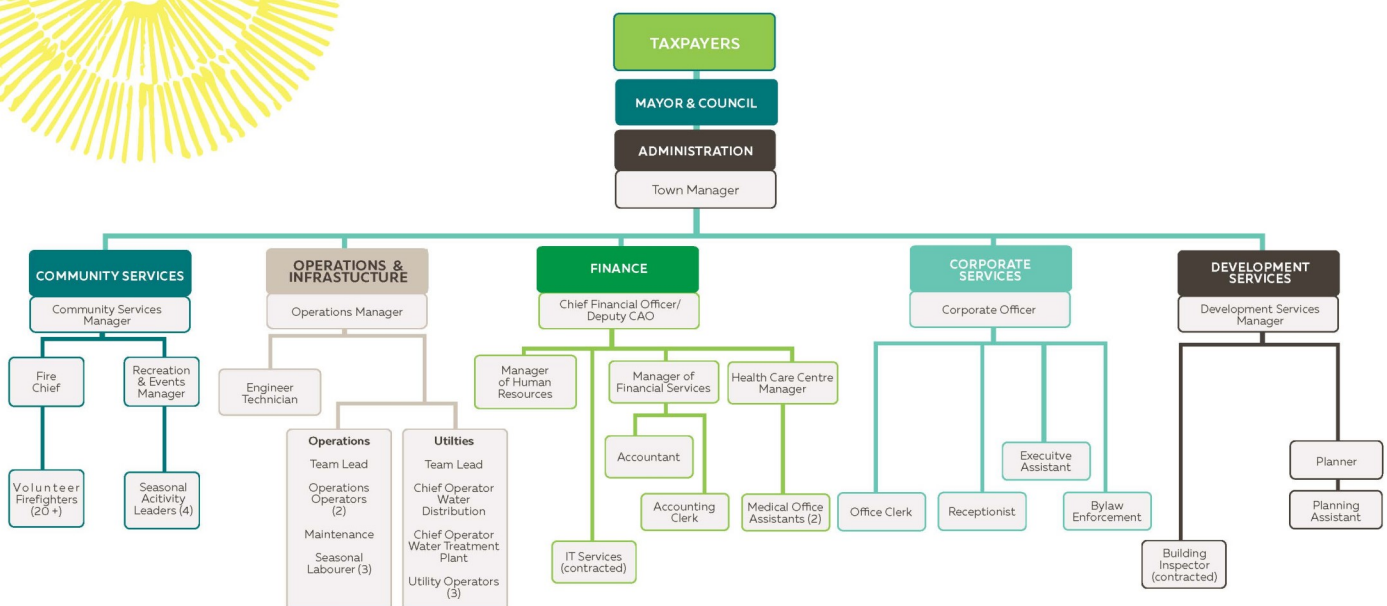 TAXPAYERS
MAYOR & COUNCIL
ADMINISTRATION
Town Manager
COMMUNITY SERVICES
Community Services
Manager
Fire
Chief
Recreation
& Events
Manager
Volunteer
Firefighters
(20 +)
Seasonal
Acitivity
Leaders (4)
OPERATIONS &
INFRASTUCTURE
Operations Manager
Engineer
Technician
Operations
Team Lead
Operations
Operators
(2)
Maintenance
Seasonal
Labourer (3)
Utilties
Team Lead
Chief Operator
Water
Distribution
Chief Operator
Water Treatment
Plant
Utility Operators
(3)
FINANCE
Chief Financial Officer/
Deputy CAO
Manager
of Human
Resources
IT Services
(contracted)
Manager of
Financial Services
Accountant
Accounting
Clerk
Health Care Centre
Manager
Medical Office
Assistants (2)
CORPORATE
SERVICES
Corporate Officer
Office Clerk
Receptionist
Execuitve
Assistant
Bylaw
Enforcement
DEVELOPMENT
SERVICES
Development Services
Manager
Building
Inspector
(contracted)
Planner
Planning
Assistant